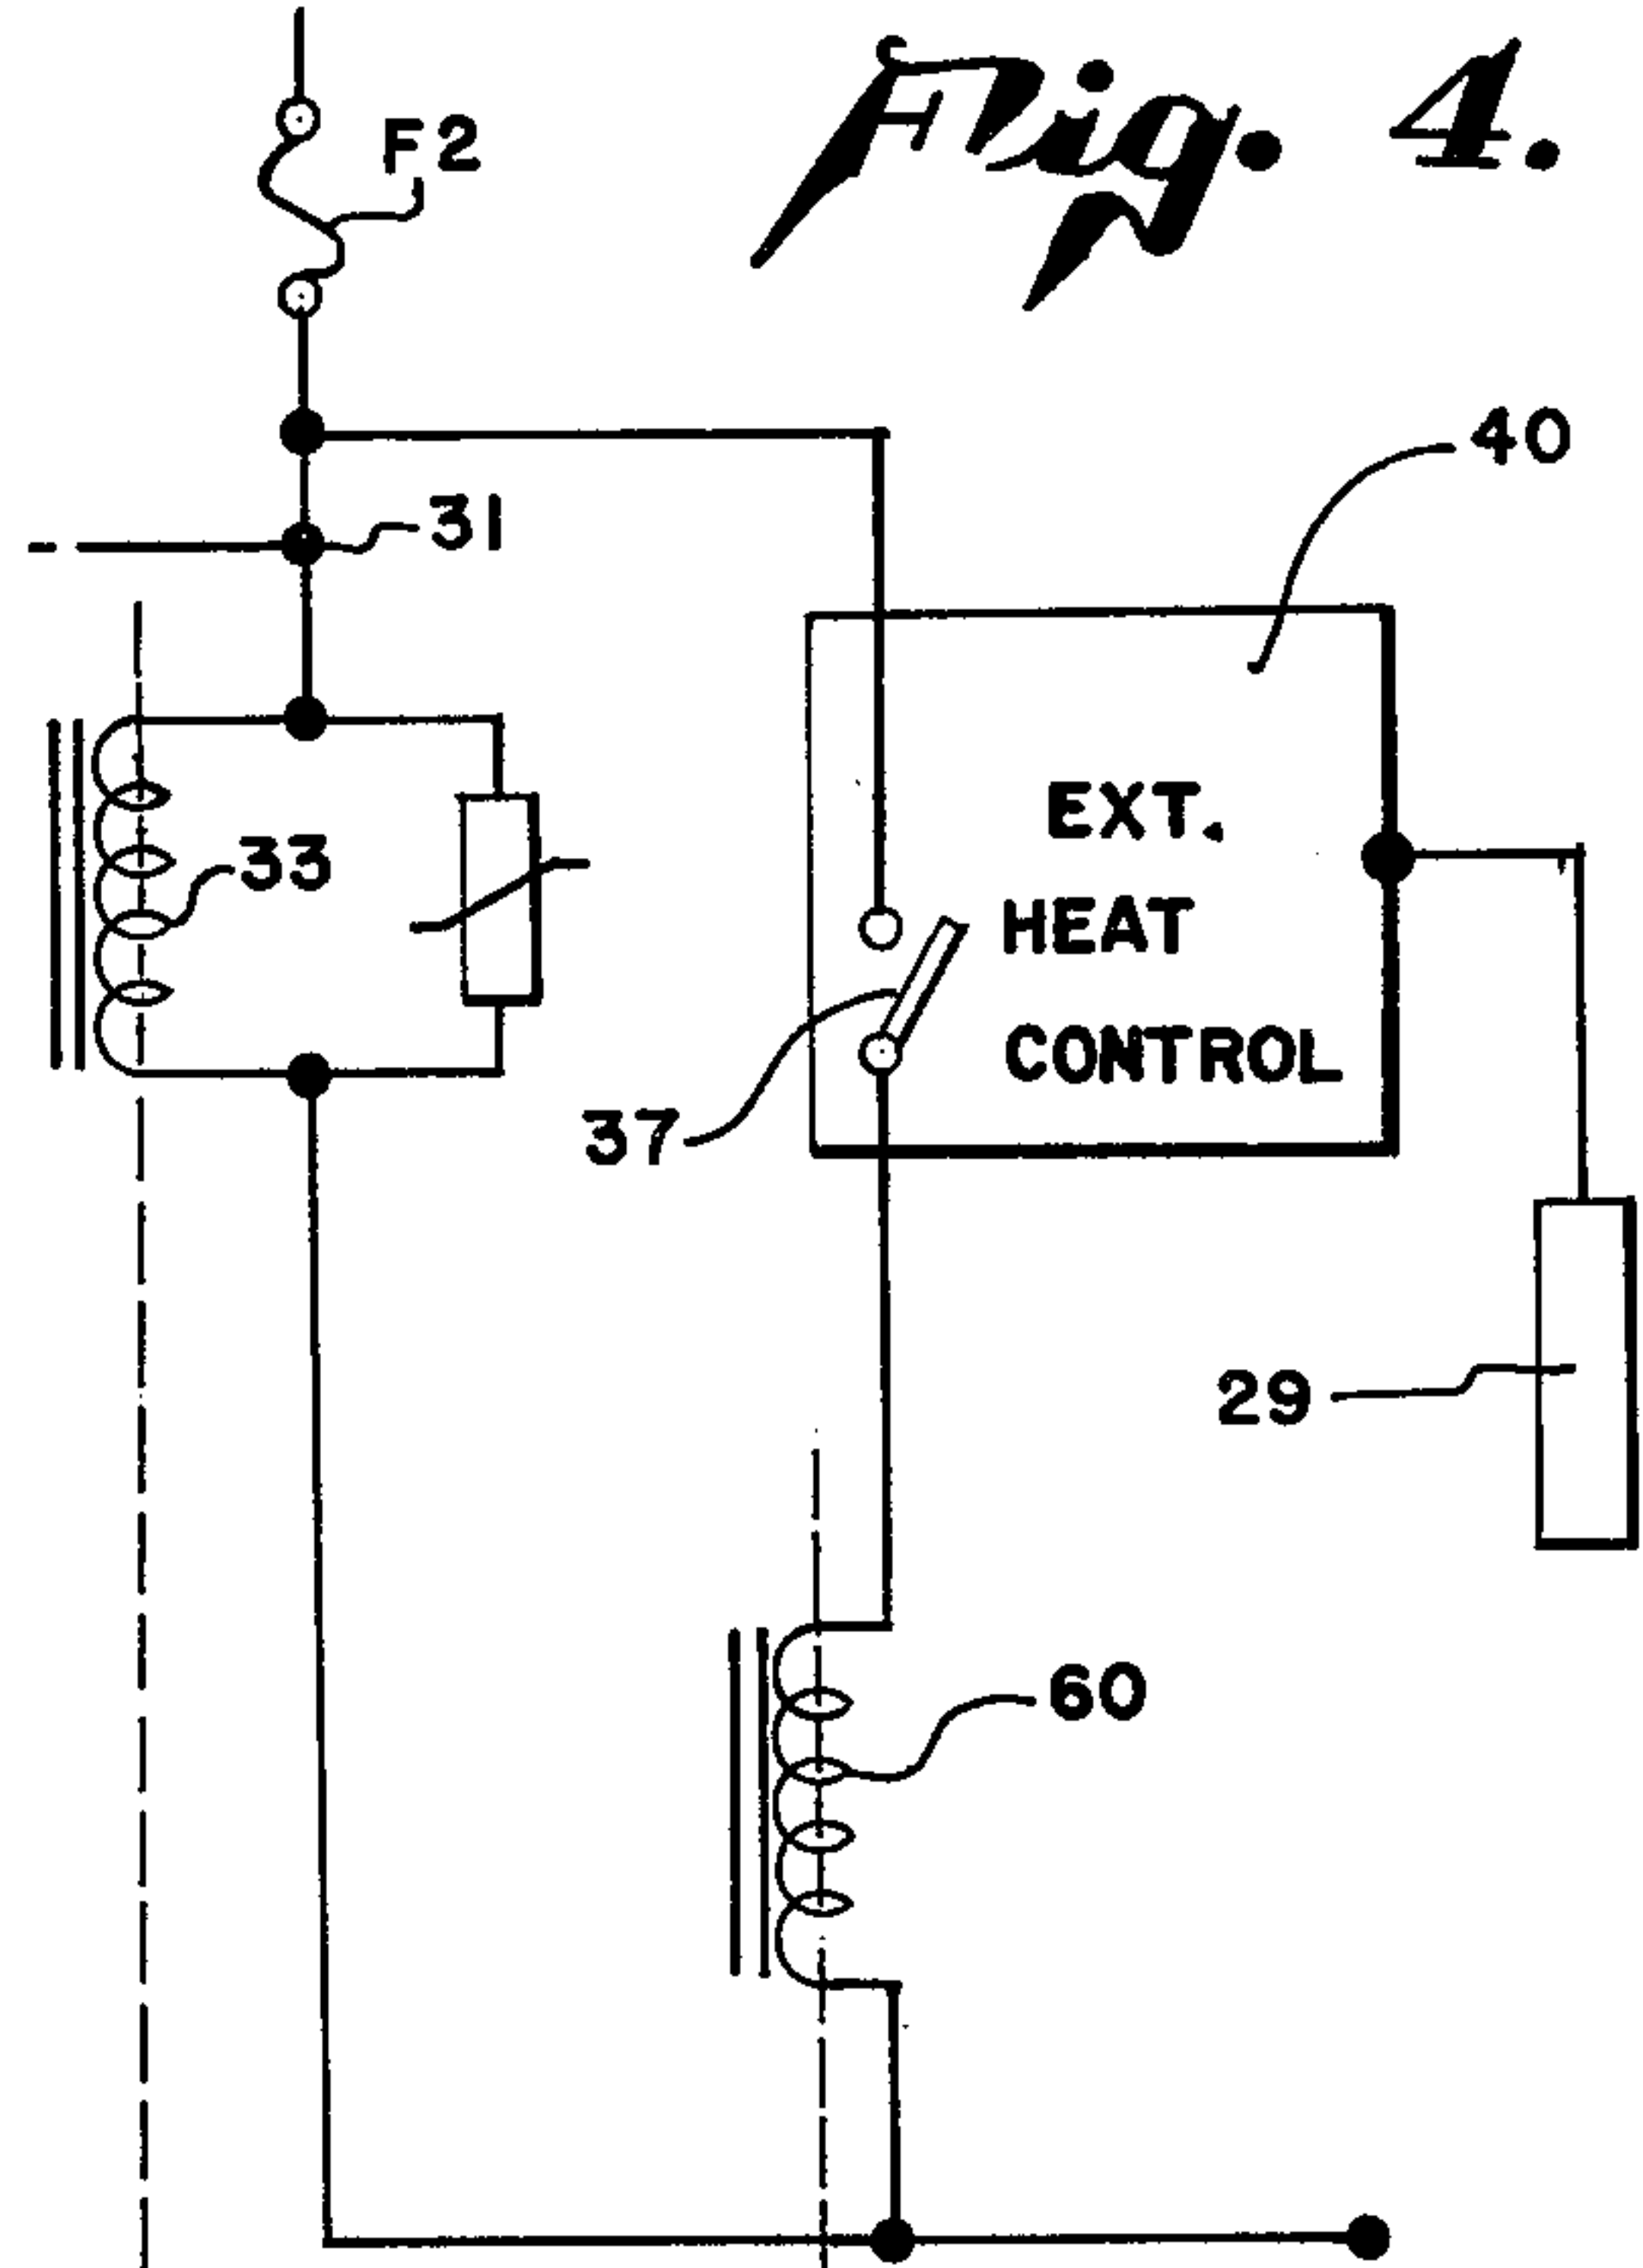 Fig. 4.
F2
40
31
EXT.
33
HEAT
CONTROL
37
29
60